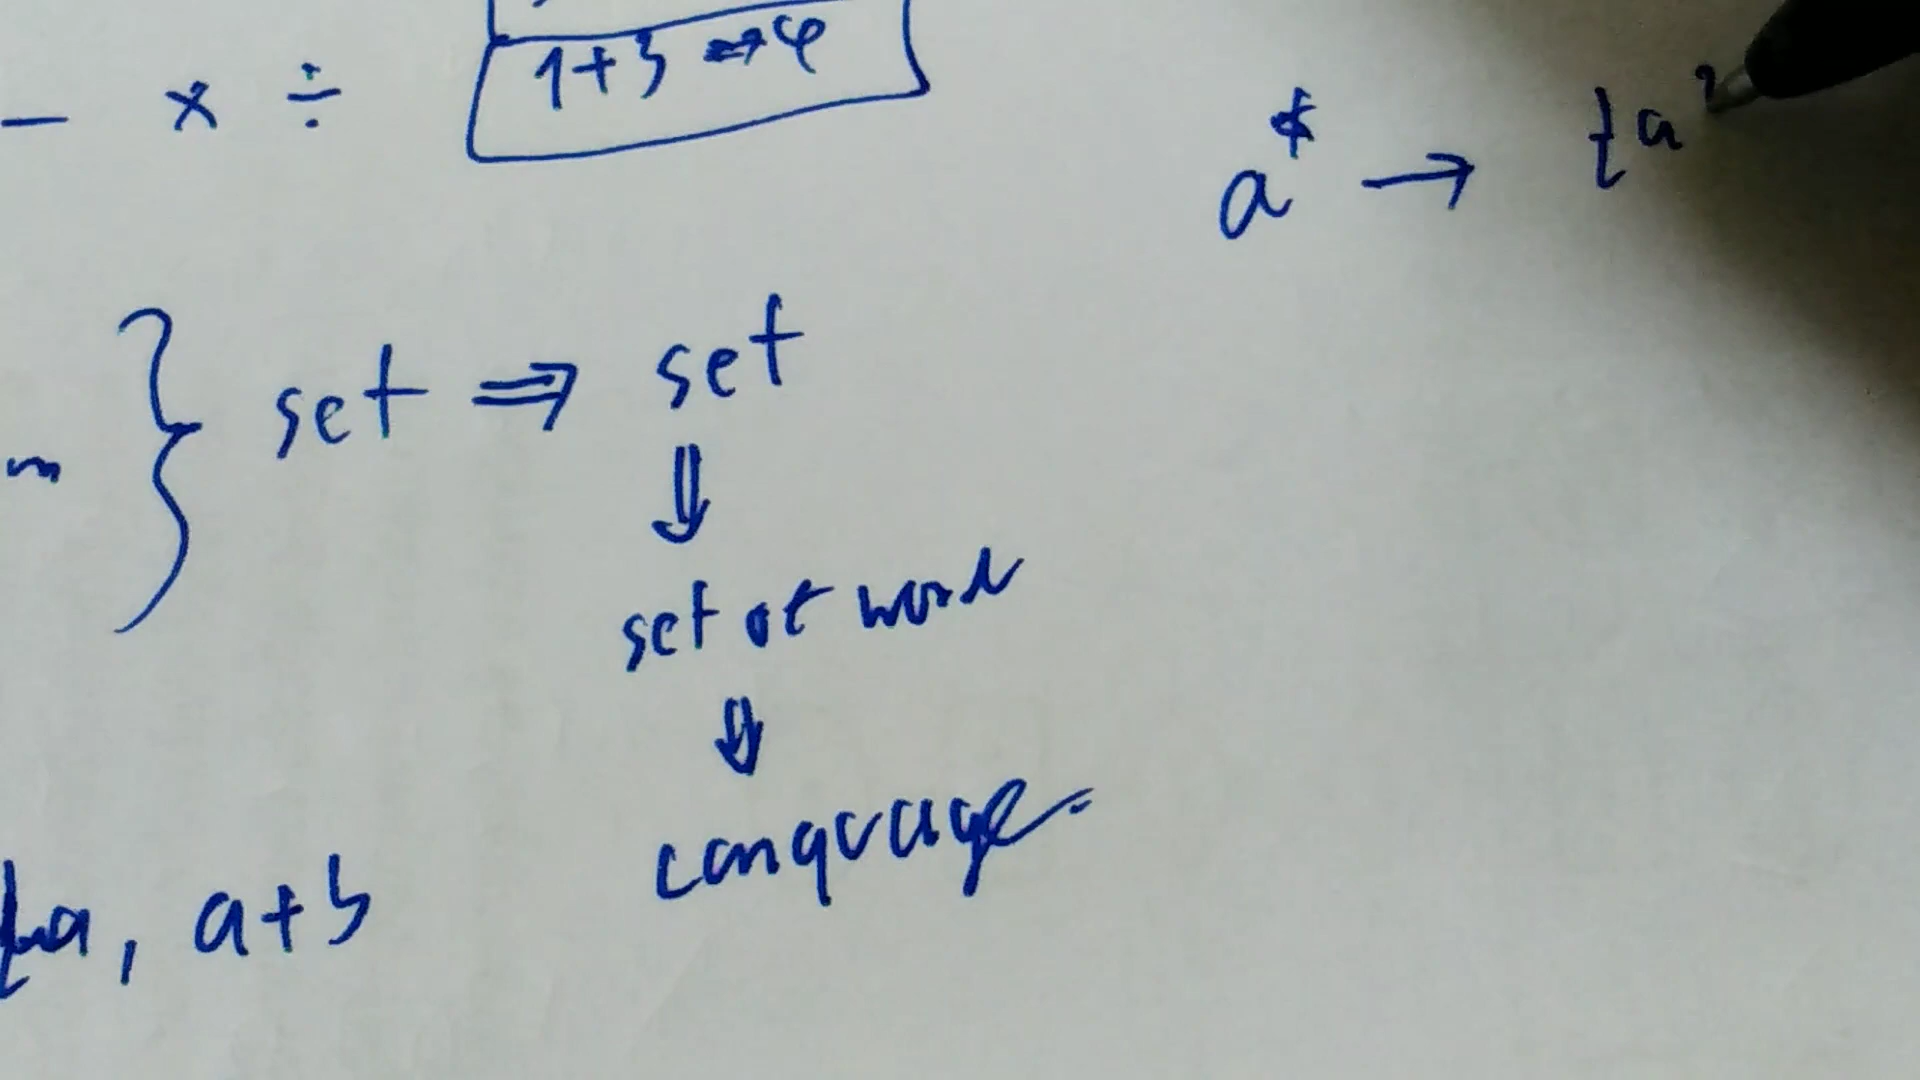 1+3 → 4
- × ÷
a* → {a
} set ⇒ set
⇓
set of word
⇓
Language
a, a+b